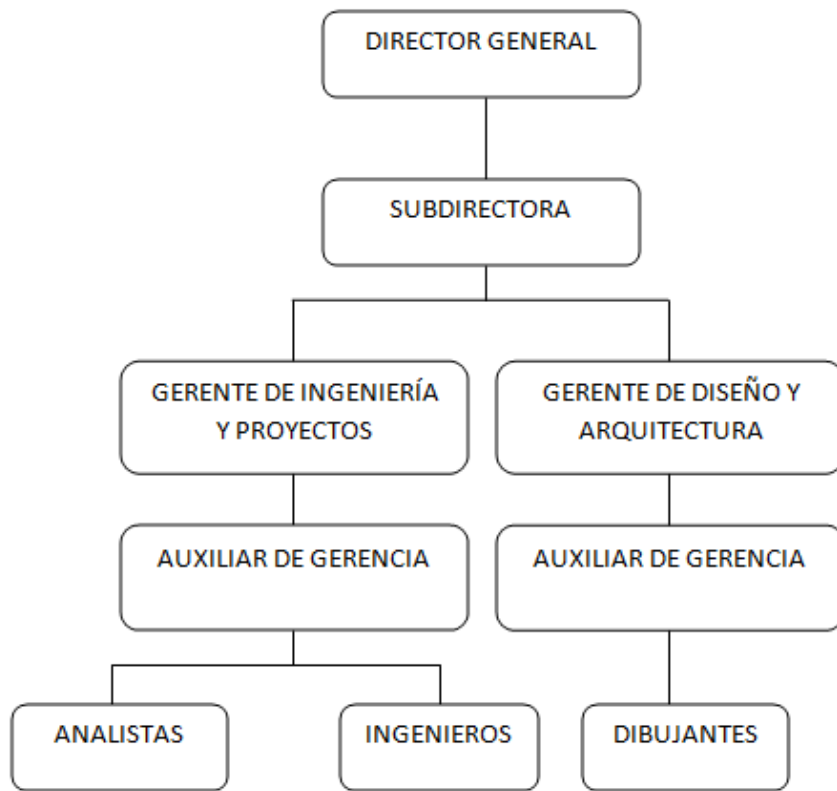 DIRECTOR GENERAL
SUBDIRECTORA
GERENTE DE INGENIERÍA
Y PROYECTOS
GERENTE DE DISEÑO Y
ARQUITECTURA
AUXILIAR DE GERENCIA
AUXILIAR DE GERENCIA
ANALISTAS
INGENIEROS
DIBUJANTES